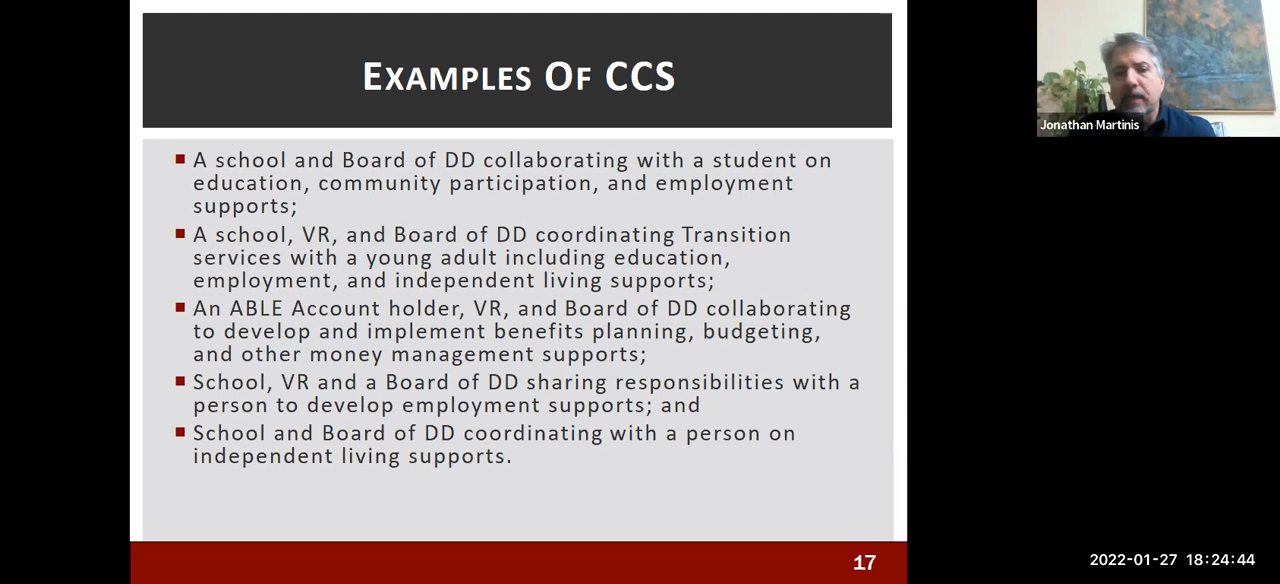 EXAMPLES OF CCS
Jonathan Martinis
▪ A school and Board of DD collaborating with a student on
education, community participation, and employment
supports;
▪ A school, VR, and Board of DD coordinating Transition
services with a young adult including education,
employment, and independent living supports;
▪ An ABLE Account holder, VR, and Board of DD collaborating
to develop and implement benefits planning, budgeting,
and other money management supports;
▪ School, VR and a Board of DD sharing responsibilities with a
person to develop employment supports; and
▪ School and Board of DD coordinating with a person on
independent living supports.
17
2022-01-27 18:24:44